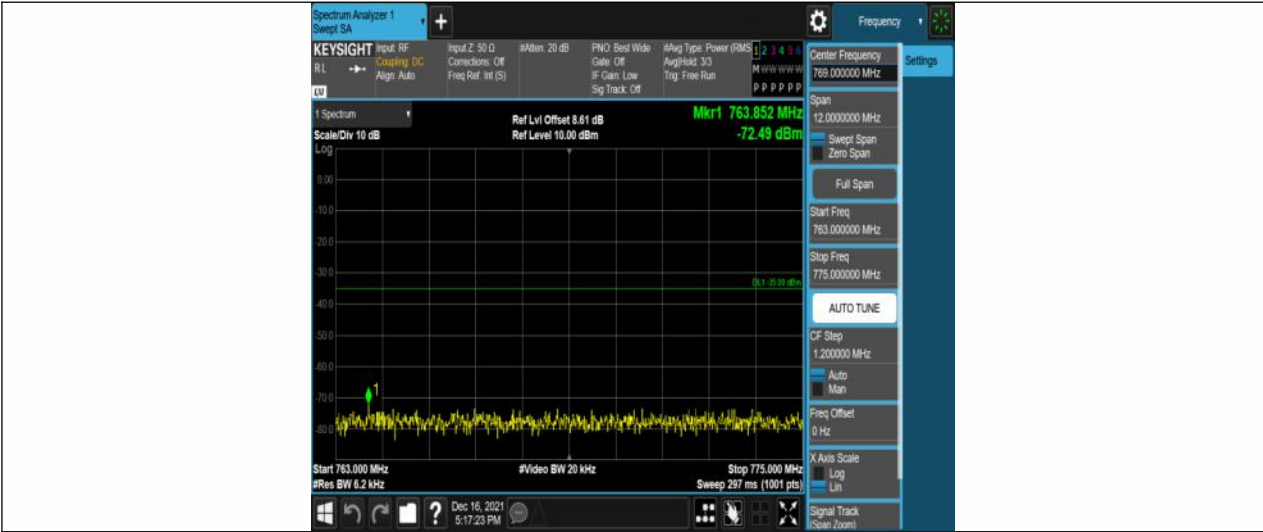 Spectrum Analyzer 1
Swept SA
+
Frequency
KEYSIGHT
RL
LV
Input: RF
Coupling: DC
Align: Auto
Input Z: 50 Ω
Corrections: Off
Freq Ref: Int (S)
#Atten: 20 dB
PNO: Best Wide
Gate: Off
IF Gain: Low
Sig Track: Off
#Avg Type: Power (RMS
Avg|Hold: 3/3
Trig: Free Run
1 2 3 4 5 6
M W W W W W
P P P P P P
1 Spectrum
Scale/Div 10 dB
Log
Ref Lvl Offset 8.61 dB
Ref Level 10.00 dBm
Mkr1 763.852 MHz
-72.49 dBm
0.00
-10.0
-20.0
-30.0
DL1 -35.00 dBm
-40.0
-50.0
-60.0
-70.0
1
-80.0
Start 763.000 MHz
#Res BW 6.2 kHz
#Video BW 20 kHz
Stop 775.000 MHz
Sweep 297 ms (1001 pts)
?
Dec 16, 2021
5:17:23 PM
Center Frequency
769.000000 MHz
Settings
Span
12.0000000 MHz
Swept Span
Zero Span
Full Span
Start Freq
763.000000 MHz
Stop Freq
775.000000 MHz
AUTO TUNE
CF Step
1.200000 MHz
Auto
Man
Freq Offset
0 Hz
X Axis Scale
Log
Lin
Signal Track
(Span Zoom)